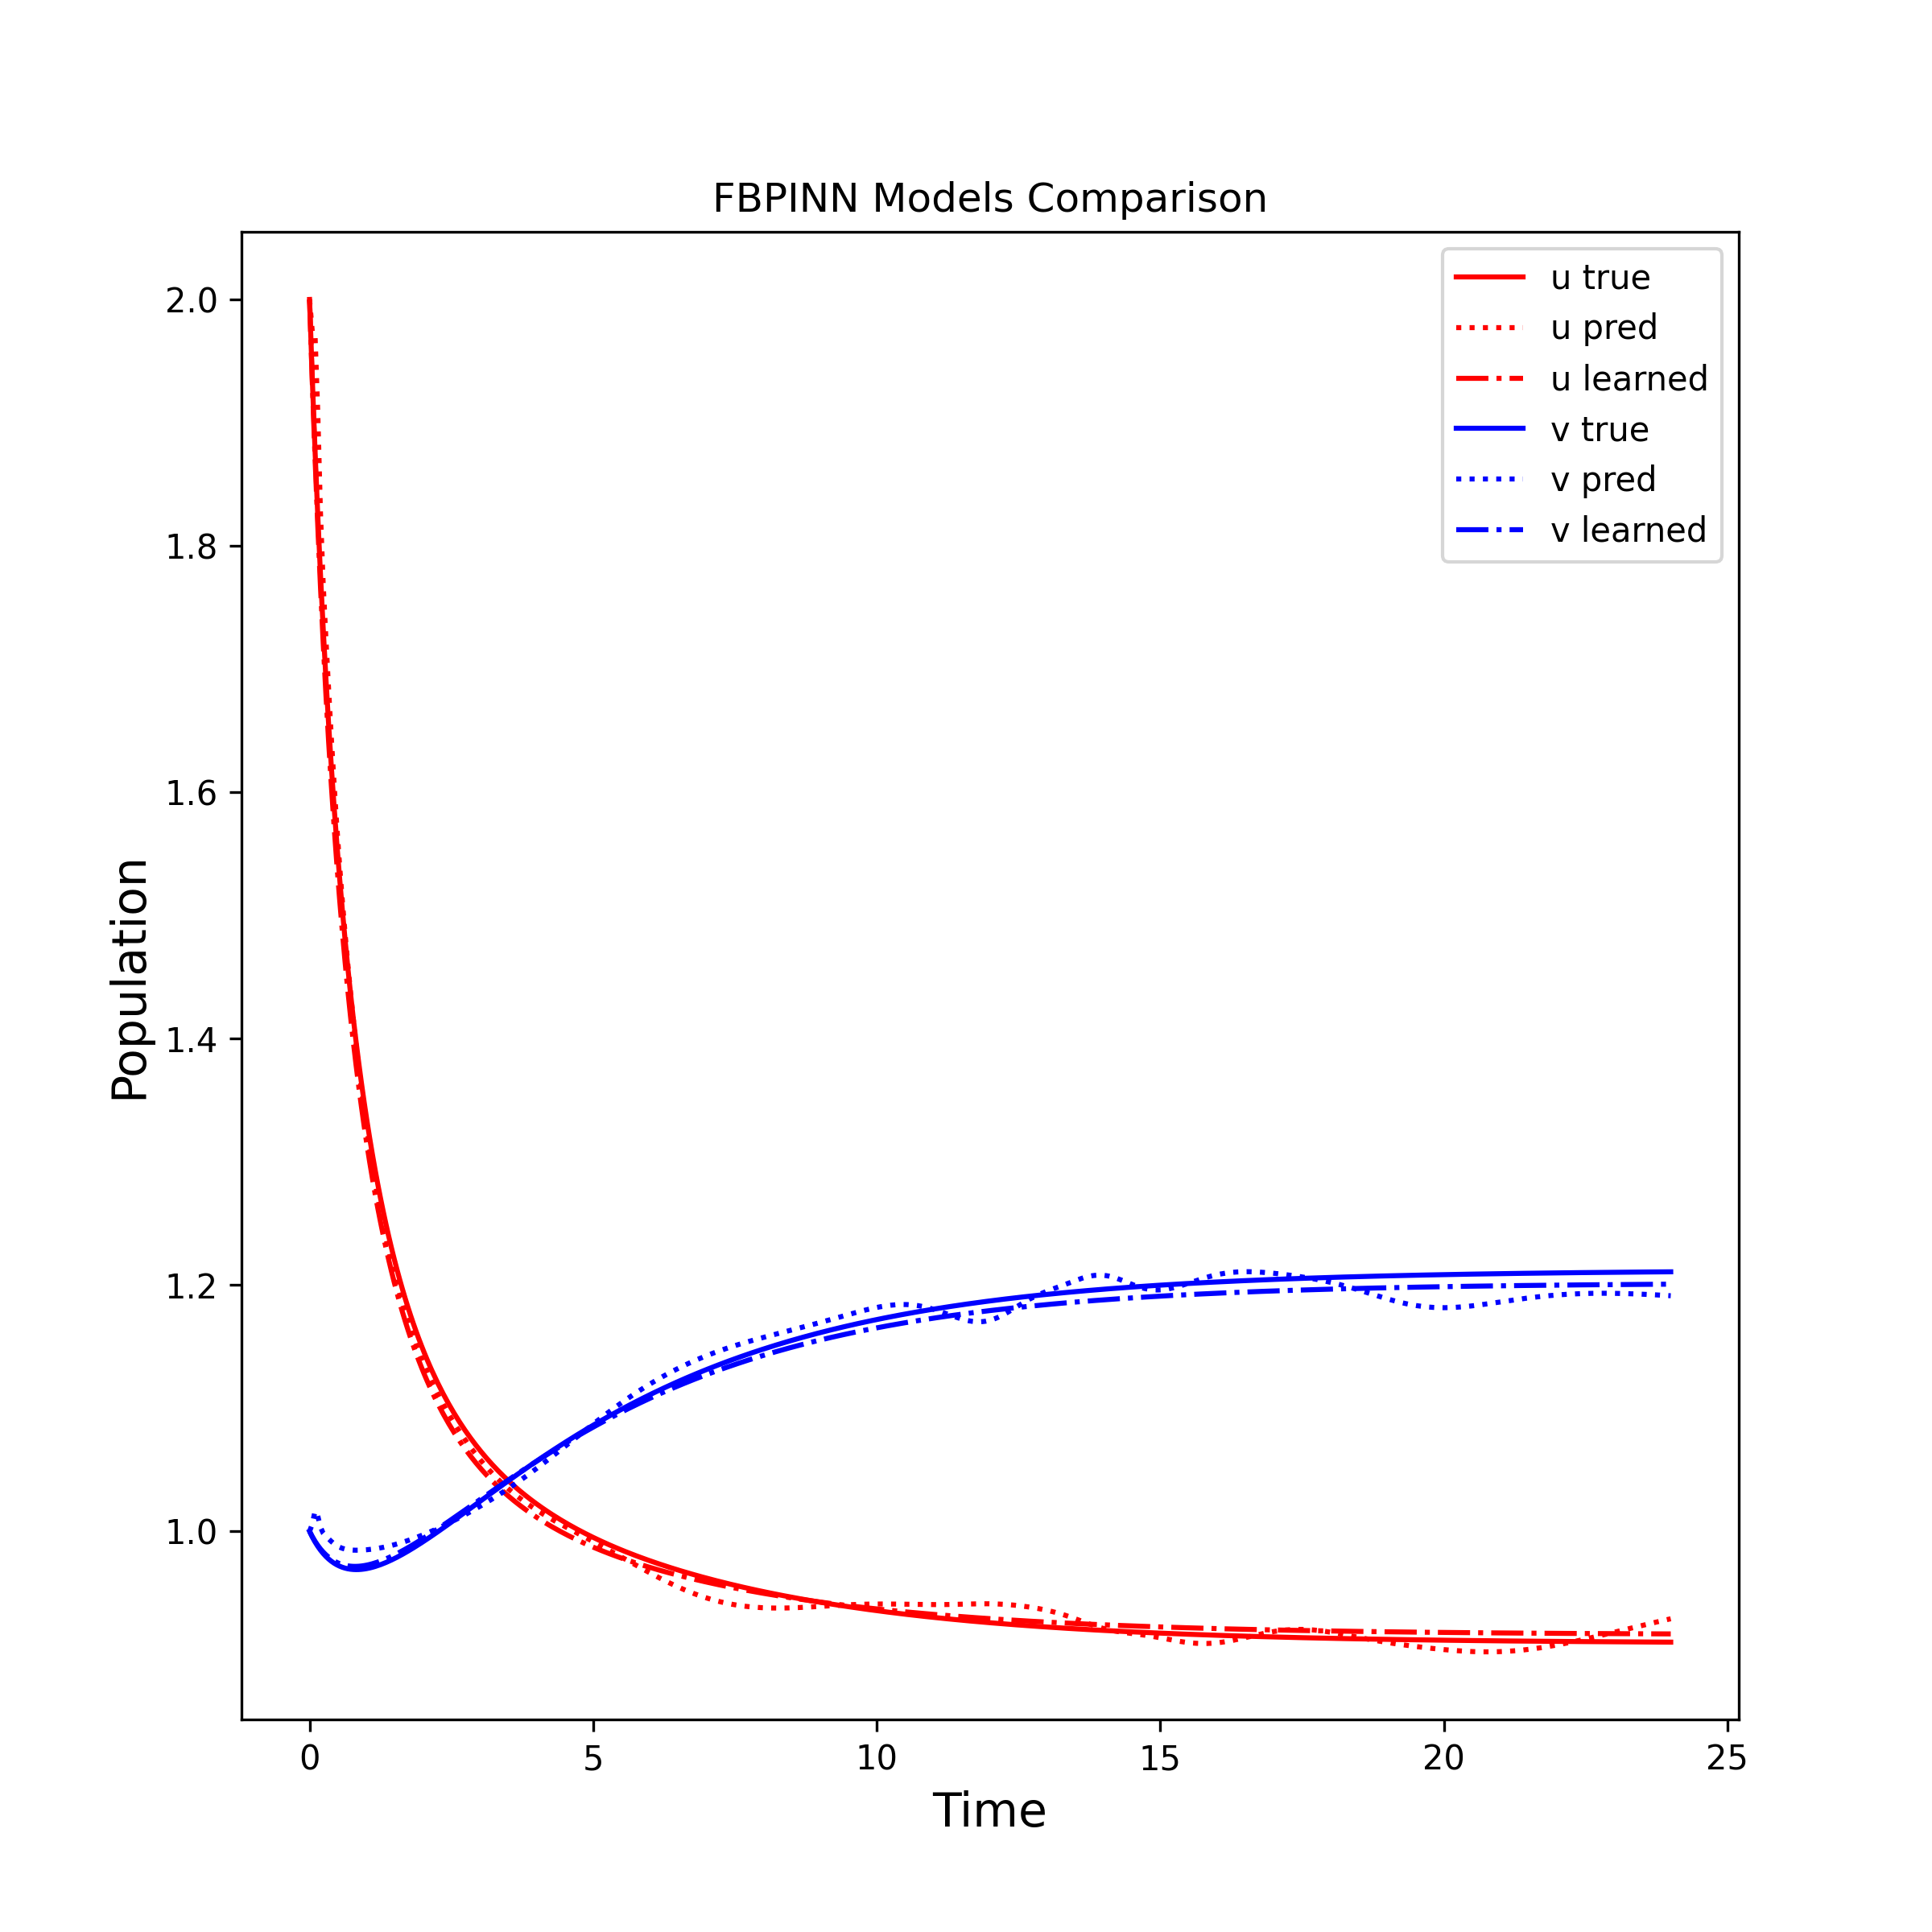 FBPINN Models Comparison
u true
u pred
u learned
v true
v pred
v learned
Population
2.0
1.8
1.6
1.4
1.2
1.0
0 5 10 15 20 25
Time